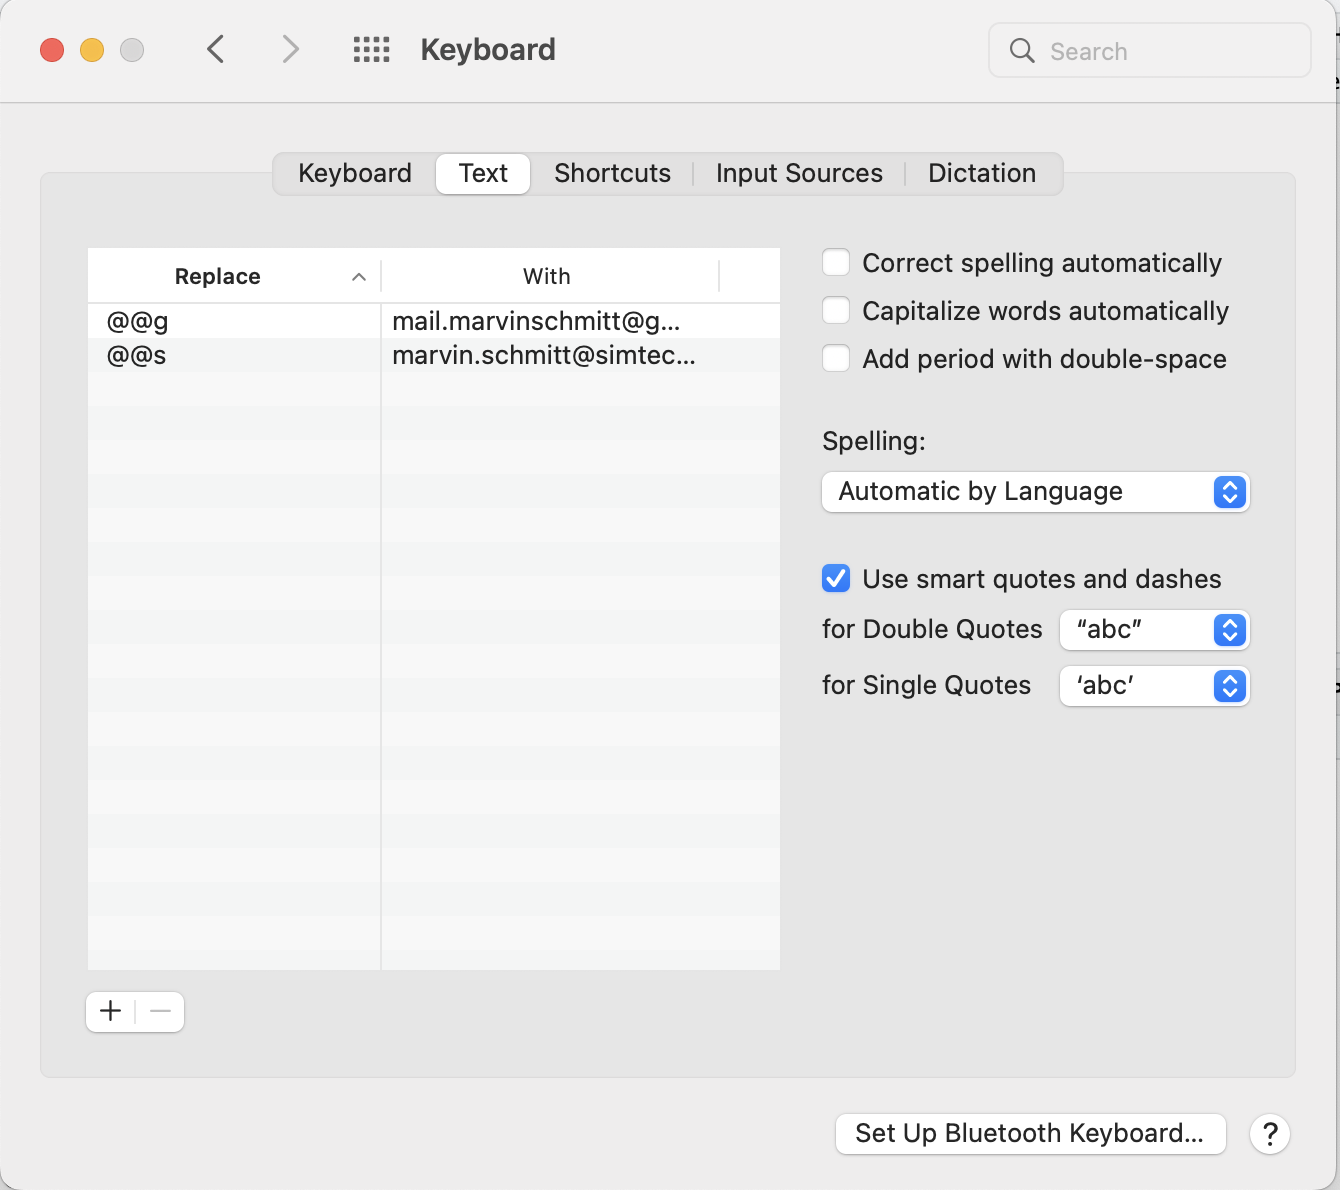 Keyboard
Search
Keyboard Text Shortcuts Input Sources Dictation
Replace With
@@g mail.marvinschmitt@g...
@@s marvin.schmitt@simtec...
Correct spelling automatically
Capitalize words automatically
Add period with double-space
Spelling:
Automatic by Language
Use smart quotes and dashes
for Double Quotes “abc”
for Single Quotes ‘abc’
Set Up Bluetooth Keyboard...
?